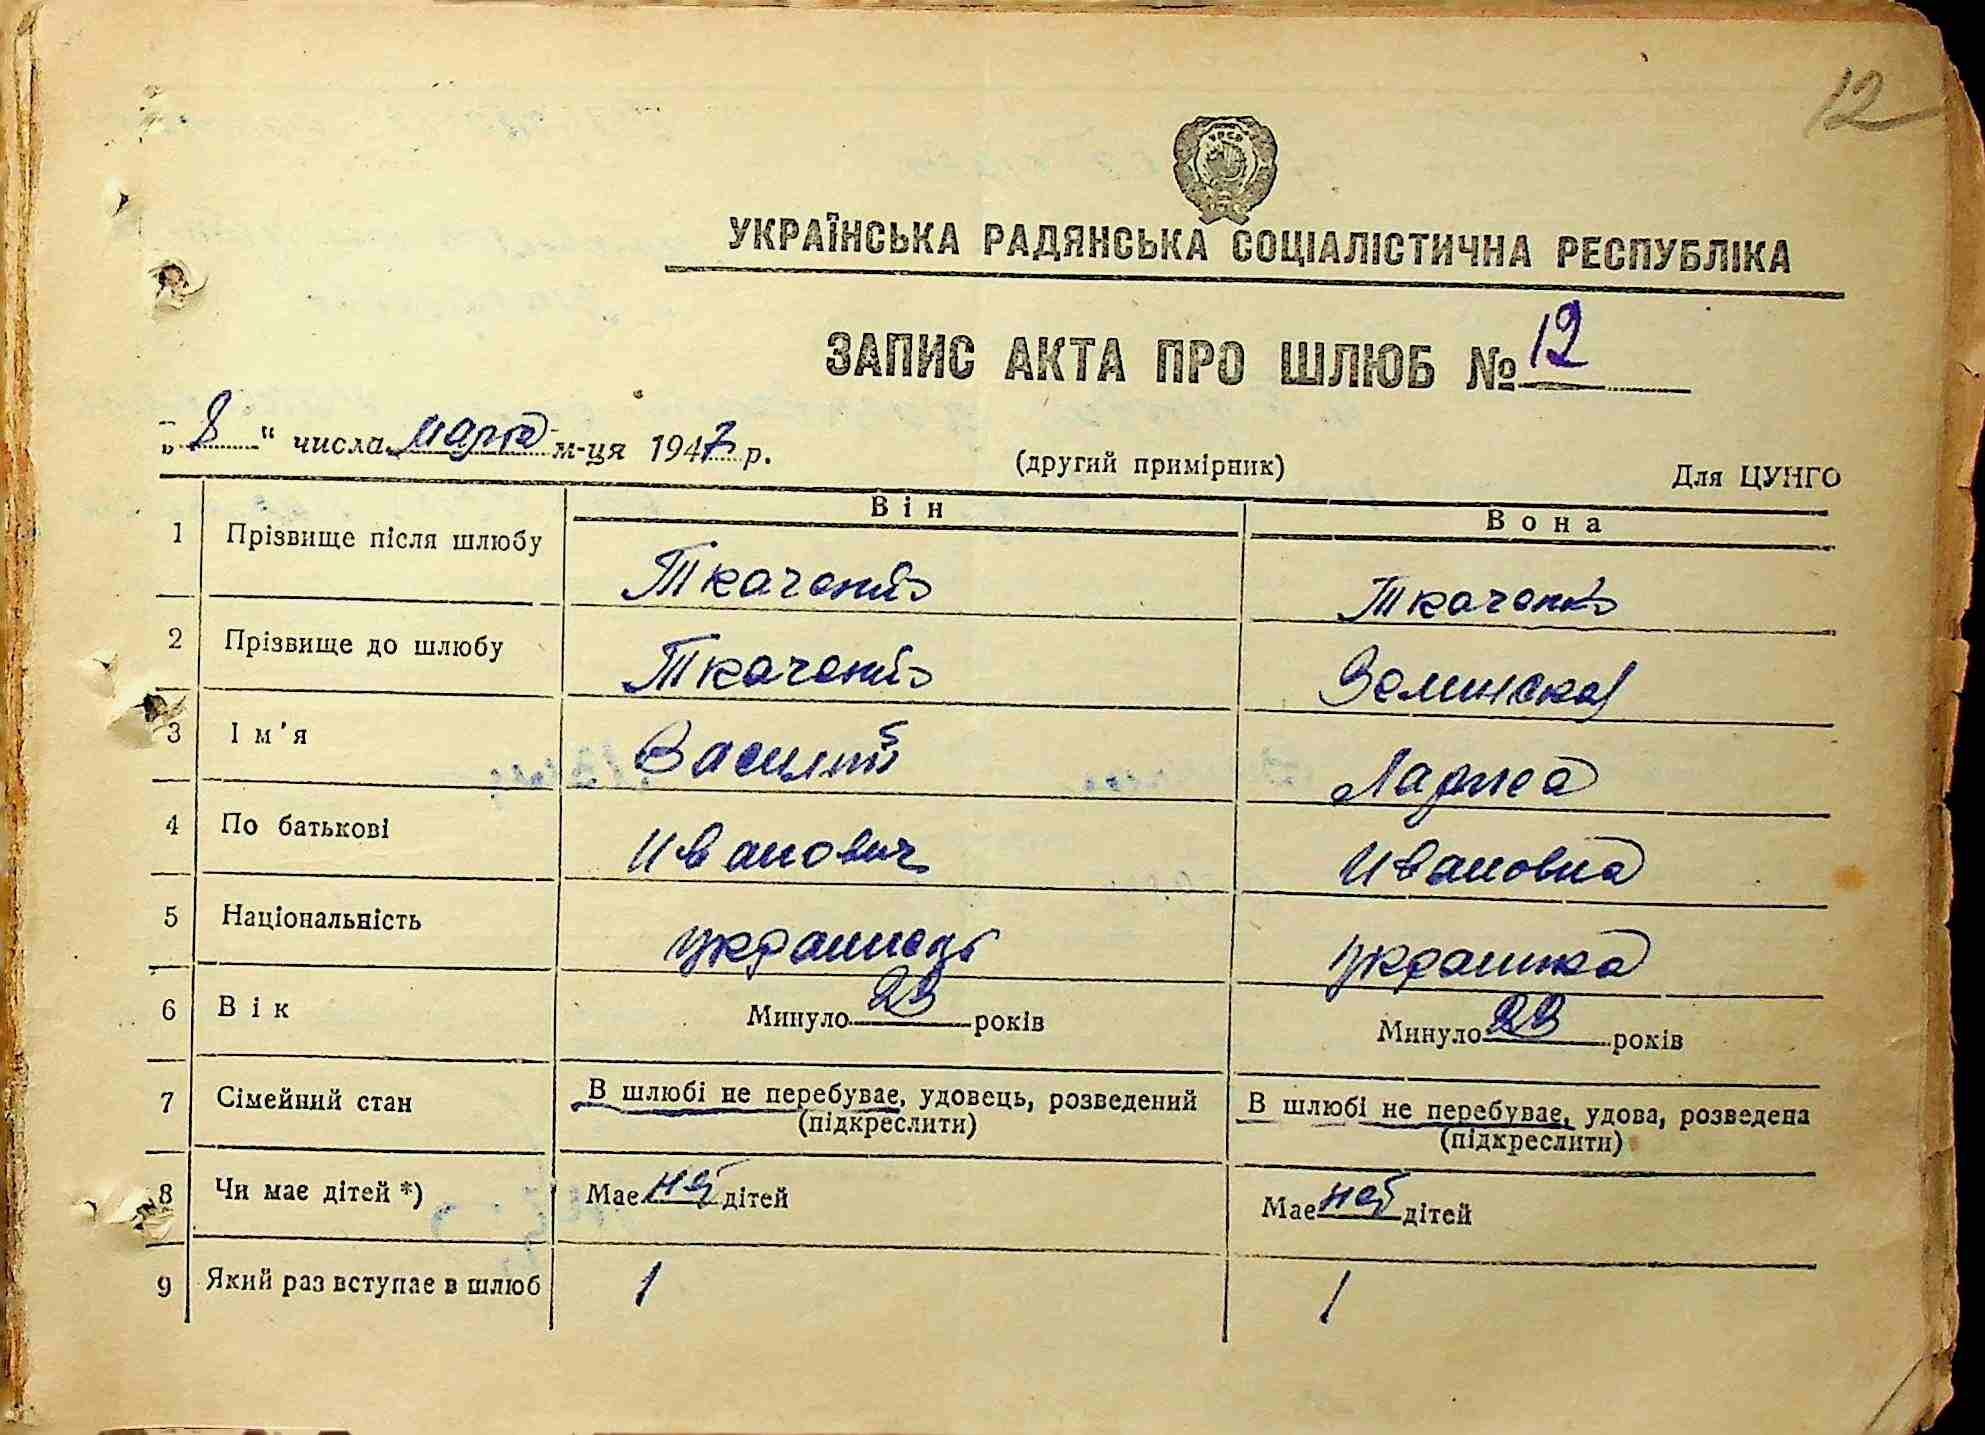 12
УКРАЇНСЬКА РАДЯНСЬКА СОЦІАЛІСТИЧНА РЕСПУБЛІКА
ЗАПИС АКТА ПРО ШЛЮБ № 12
„8“ числа марта м-ця 1947 р. (другий примірник) Для ЦУНГО
Він Вона
1 Прізвище після шлюбу Ткаченко Ткаченко
2 Прізвище до шлюбу Ткаченко Зелинская
3 Ім'я Василий
4 По батькові Иванович Ивановна
5 Національність украинець украинка
6 Вік Минуло 23 років Минуло років
7 Сімейний стан В шлюбі не перебуває, удовець, розведений В шлюбі не перебуває, удова, розведена
(підкреслити) (підкреслити)
8 Чи має дітей *) Має нет дітей Має нет дітей
9 Який раз вступає в шлюб 1 1